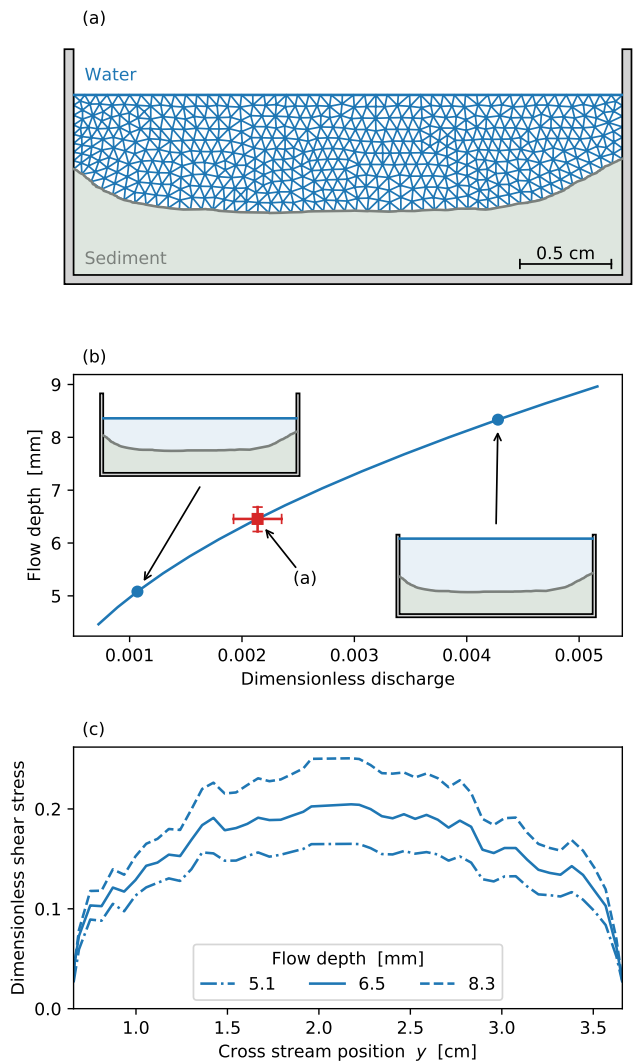 (a)
Water
Sediment
0.5 cm
(b)
Flow depth [mm]
9
8
7
6
5
(a)
0.001 0.002 0.003 0.004 0.005
Dimensionless discharge
(c)
Dimensionless shear stress
0.2
0.1
0.0
Flow depth [mm]
5.1 6.5 8.3
1.0 1.5 2.0 2.5 3.0 3.5
Cross stream position y [cm]